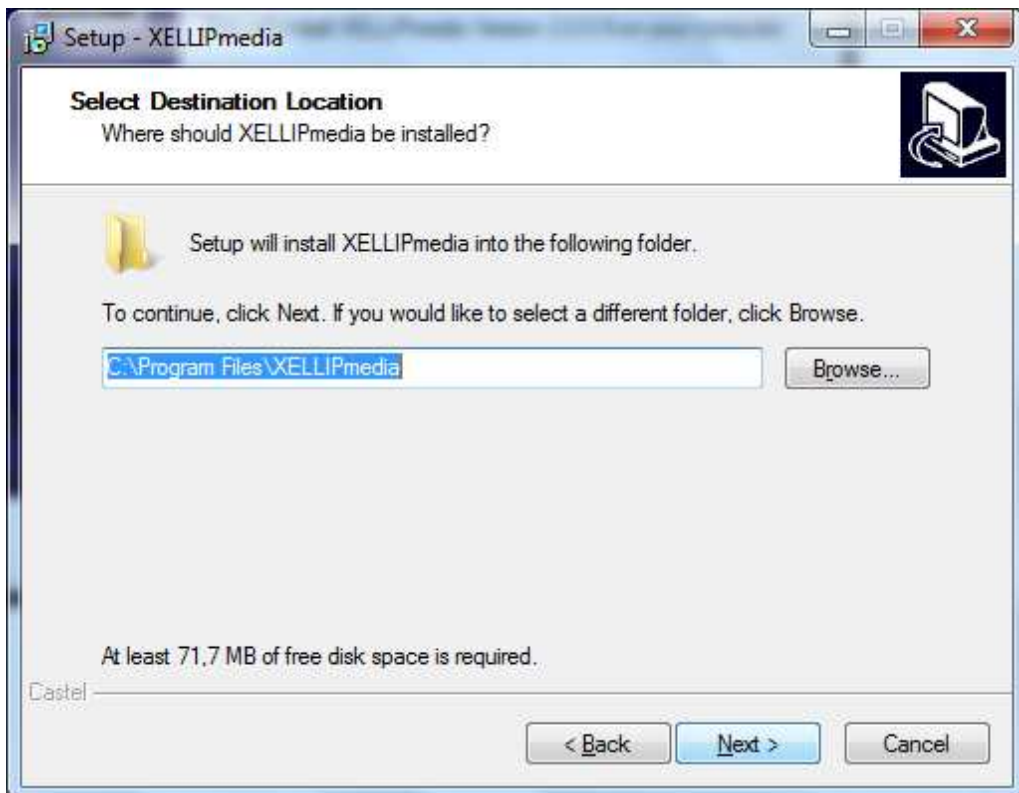 Setup - XELLIPmedia
Select Destination Location
Where should XELLIPmedia be installed?
Setup will install XELLIPmedia into the following folder.
To continue, click Next. If you would like to select a different folder, click Browse.
C:\Program Files\XELLIPmedia
Browse...
At least 71,7 MB of free disk space is required.
Castel
< Back
Next >
Cancel